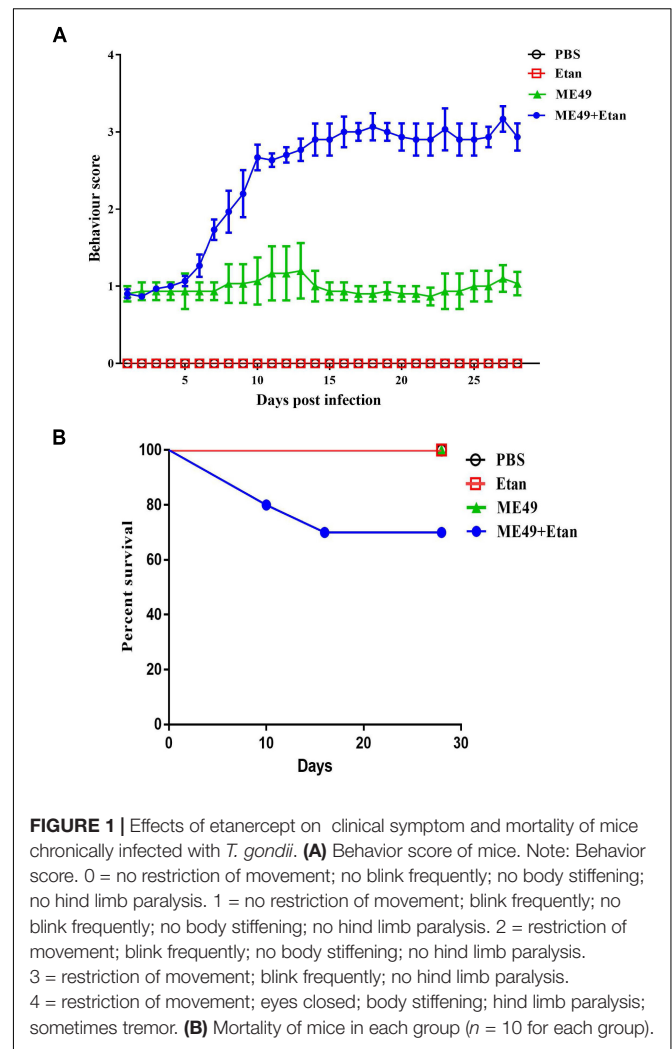 A
PBS
Etan
ME49
ME49+Etan
4
3
2
1
0
Behaviour score
5 10 15 20 25
Days post infection
B
PBS
Etan
ME49
ME49+Etan
100
80
60
40
20
0
Percent survival
0 10 20 30
Days
FIGURE 1 | Effects of etanercept on clinical symptom and mortality of mice
chronically infected with T. gondii. (A) Behavior score of mice. Note: Behavior
score. 0 = no restriction of movement; no blink frequently; no body stiffening;
no hind limb paralysis. 1 = no restriction of movement; blink frequently; no
blink frequently; no body stiffening; no hind limb paralysis. 2 = restriction of
movement; blink frequently; no body stiffening; no hind limb paralysis.
3 = restriction of movement; blink frequently; no hind limb paralysis.
4 = restriction of movement; eyes closed; body stiffening; hind limb paralysis;
sometimes tremor. (B) Mortality of mice in each group (n = 10 for each group).